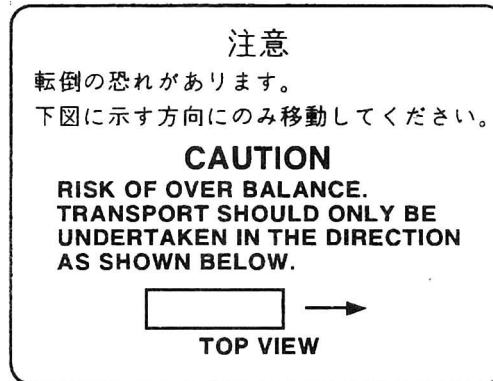 注意
転倒の恐れがあります。
下図に示す方向にのみ移動してください。
CAUTION
RISK OF OVER BALANCE.
TRANSPORT SHOULD ONLY BE
UNDERTAKEN IN THE DIRECTION
AS SHOWN BELOW.
TOP VIEW